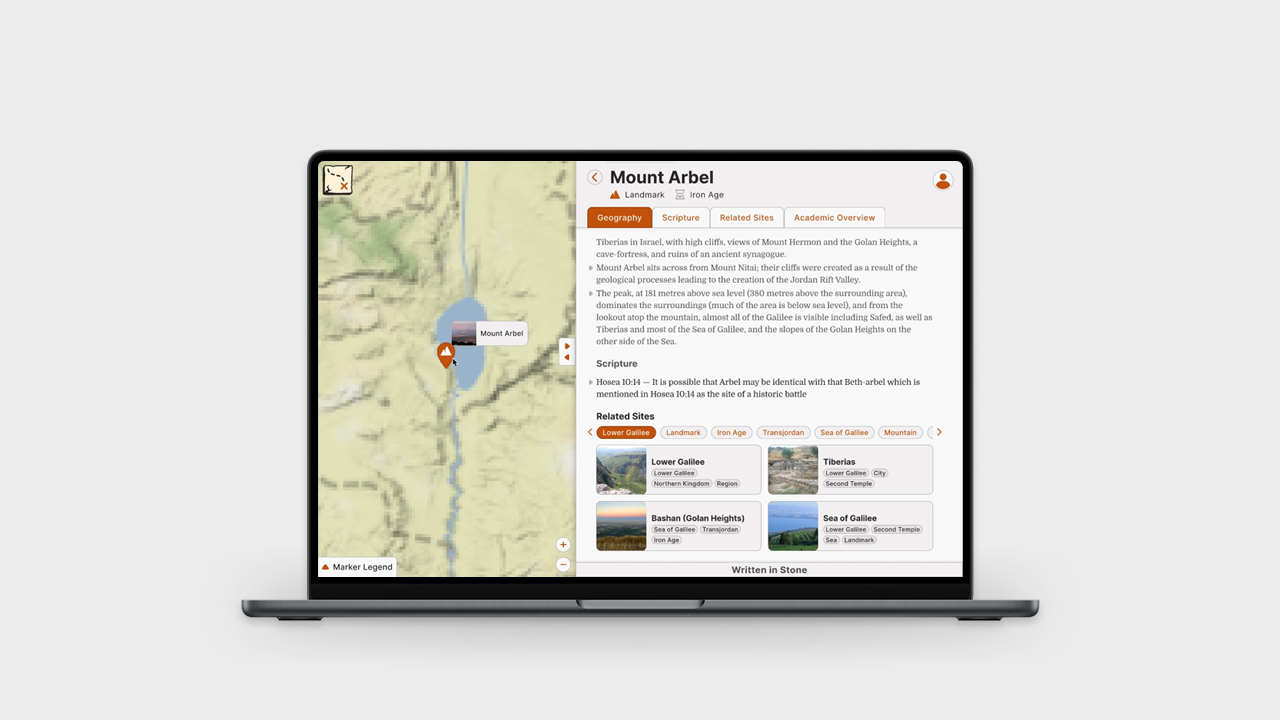 Mount Arbel
Landmark
Iron Age
Geography
Scripture
Related Sites
Academic Overview
Tiberias in Israel, with high cliffs, views of Mount Hermon and the Golan Heights, a
cave-fortress, and ruins of an ancient synagogue.
Mount Arbel sits across from Mount Nitai; their cliffs were created as a result of the
geological processes leading to the creation of the Jordan Rift Valley.
The peak, at 181 metres above sea level (380 metres above the surrounding area),
dominates the surroundings (much of the area is below sea level), and from the
lookout atop the mountain, almost all of the Galilee is visible including Safed, as well as
Tiberias and most of the Sea of Galilee, and the slopes of the Golan Heights on the
other side of the Sea.
Scripture
Hosea 10:14 — It is possible that Arbel may be identical with that Beth-arbel which is
mentioned in Hosea 10:14 as the site of a historic battle
Related Sites
Lower Galilee
Landmark
Iron Age
Transjordan
Sea of Galilee
Mountain
Lower Galilee
Lower Galilee
Northern Kingdom
Region
Tiberias
Lower Galilee
City
Second Temple
Bashan (Golan Heights)
Sea of Galilee
Transjordan
Iron Age
Sea of Galilee
Lower Galilee
Second Temple
Sea
Landmark
Written in Stone
Mount Arbel
Marker Legend